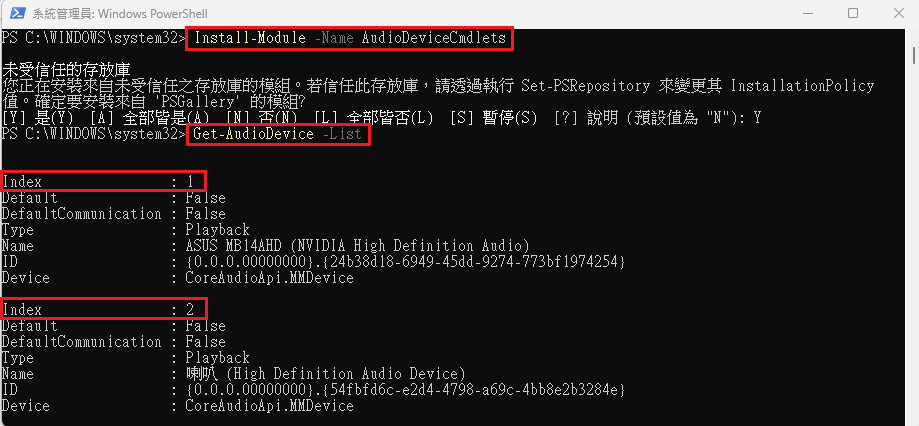 系統管理員: Windows PowerShell
PS C:\WINDOWS\system32> Install-Module -Name AudioDeviceCmdlets
未受信任的存放庫
您正在安裝來自未受信任之存放庫的模組。若信任此存放庫，請透過執行 Set-PSRepository 來變更其 InstallationPolicy
值。確定要安裝來自 'PSGallery' 的模組?
[Y] 是(Y)  [A] 全部皆是(A)  [N] 否(N)  [L] 全部皆否(L)  [S] 暫停(S)  [?] 說明 (預設值為 "N"): Y
PS C:\WINDOWS\system32> Get-AudioDevice -List
Index                : 1
Default              : False
DefaultCommunication : False
Type                 : Playback
Name                 : ASUS MB14AHD (NVIDIA High Definition Audio)
ID                   : {0.0.0.00000000}.{24b38d18-6949-45dd-9274-773bf1974254}
Device               : CoreAudioApi.MMDevice
Index                : 2
Default              : False
DefaultCommunication : False
Type                 : Playback
Name                 : 喇叭 (High Definition Audio Device)
ID                   : {0.0.0.00000000}.{54fbfd6c-e2d4-4798-a69c-4bb8e2b3284e}
Device               : CoreAudioApi.MMDevice